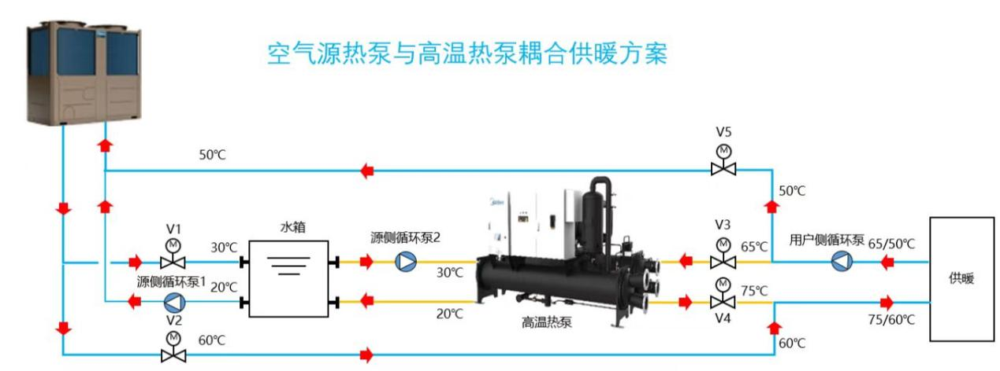 空气源热泵与高温热泵耦合供暖方案
V5
50℃
50℃
V1
水箱
源侧循环泵2
V3
用户侧循环泵
65/50℃
30℃
65℃
30℃
源侧循环泵1
20℃
20℃
高温热泵
75℃
供暖
V2
V4
75/60℃
60℃
60℃
M
M
M
M
M